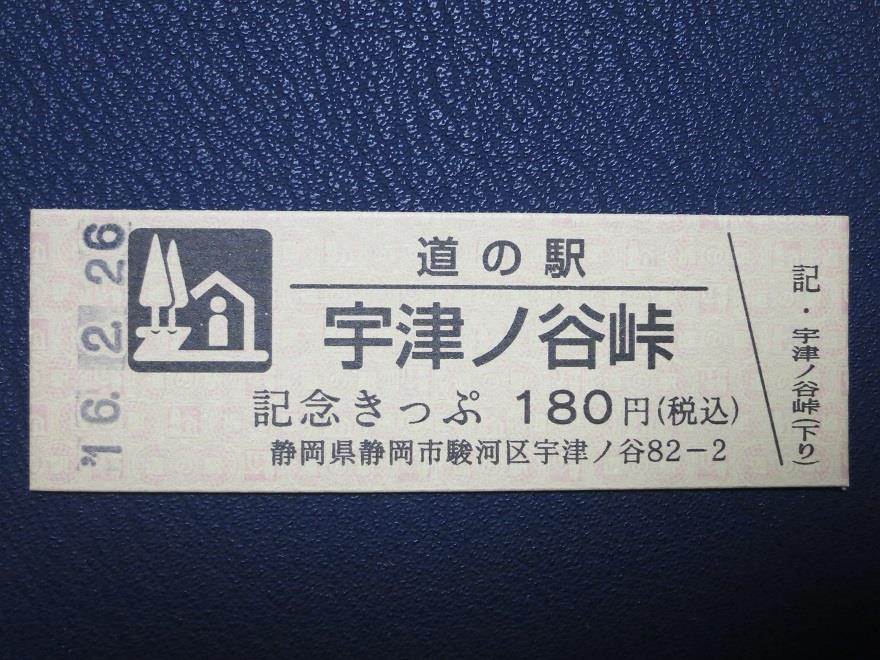 '16.2.26
道の駅
宇津ノ谷峠
記念きっぷ 180円(税込)
静岡県静岡市駿河区宇津ノ谷82-2
記・宇津ノ谷峠(下り)